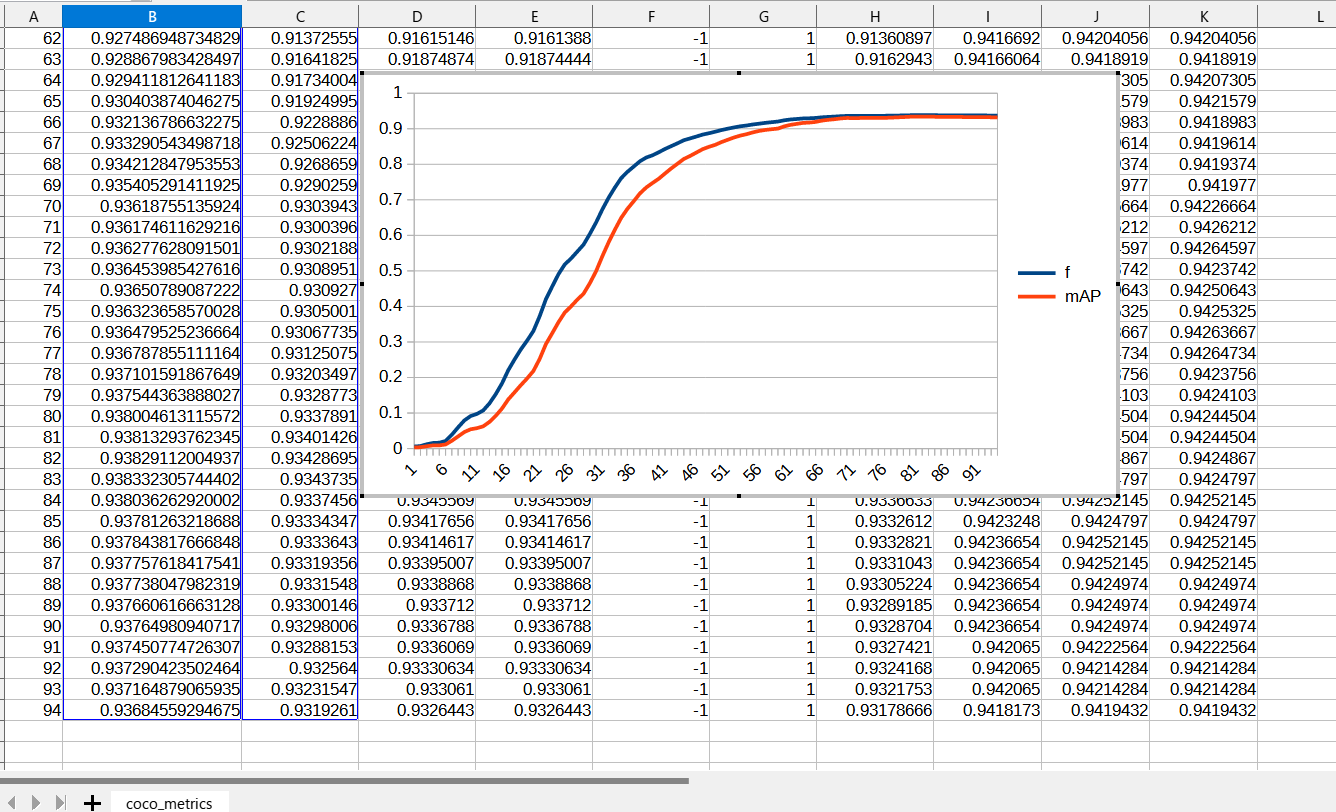 A B C D E F G H I J K L
62 0.927486948734829 0.91372555 0.91615146 0.9161388 -1 1 0.91360897 0.9416692 0.94204056 0.94204056
63 0.928867983428497 0.91641825 0.91874874 0.91874444 -1 1 0.9162943 0.94166064 0.9418919 0.9418919
64 0.929411812641183 0.91734004 305 0.94207305
65 0.930403874046275 0.91924995 579 0.9421579
66 0.932136786632275 0.9228886 983 0.9418983
67 0.933290543498718 0.92506224 614 0.9419614
68 0.934212847953553 0.9268659 374 0.9419374
69 0.935405291411925 0.9290259 977 0.941977
70 0.93618755135924 0.9303943 664 0.94226664
71 0.936174611629216 0.9300396 212 0.9426212
72 0.936277628091501 0.9302188 597 0.94264597
73 0.936453985427616 0.9308951 742 0.9423742
74 0.93650789087222 0.930927 643 0.94250643
75 0.936323658570028 0.9305001 325 0.9425325
76 0.936479525236664 0.93067735 667 0.94263667
77 0.936787855111164 0.93125075 734 0.94264734
78 0.937101591867649 0.93203497 756 0.9423756
79 0.937544363888027 0.9328773 103 0.9424103
80 0.938004613115572 0.9337891 504 0.94244504
81 0.93813293762345 0.93401426 504 0.94244504
82 0.93829112004937 0.93428695 867 0.9424867
83 0.938332305744402 0.9343735 797 0.9424797
1
0.9
0.8
0.7
0.6
0.5
0.4
0.3
0.2
0.1
0
1 6 11 16 21 26 31 36 41 46 51 56 61 66 71 76 81 86 91
f
mAP
84 0.938036262920002 0.9337456 0.9345569 0.9345569 -1 1 0.9336633 0.94236654 0.94252145 0.94252145
85 0.93781263218688 0.93334347 0.93417656 0.93417656 -1 1 0.9332612 0.9423248 0.9424797 0.9424797
86 0.937843817666848 0.9333643 0.93414617 0.93414617 -1 1 0.9332821 0.94236654 0.94252145 0.94252145
87 0.937757618417541 0.93319356 0.93395007 0.93395007 -1 1 0.9331043 0.94236654 0.94252145 0.94252145
88 0.937738047982319 0.9331548 0.9338868 0.9338868 -1 1 0.93305224 0.94236654 0.9424974 0.9424974
89 0.937660616663128 0.93300146 0.933712 0.933712 -1 1 0.93289185 0.94236654 0.9424974 0.9424974
90 0.93764980940717 0.93298006 0.9336788 0.9336788 -1 1 0.9328704 0.94236654 0.9424974 0.9424974
91 0.937450774726307 0.93288153 0.9336069 0.9336069 -1 1 0.9327421 0.942065 0.94222564 0.94222564
92 0.937290423502464 0.932564 0.93330634 0.93330634 -1 1 0.9324168 0.942065 0.94214284 0.94214284
93 0.937164879065935 0.93231547 0.933061 0.933061 -1 1 0.9321753 0.942065 0.94214284 0.94214284
94 0.93684559294675 0.9319261 0.9326443 0.9326443 -1 1 0.93178666 0.9418173 0.9419432 0.9419432
coco_metrics